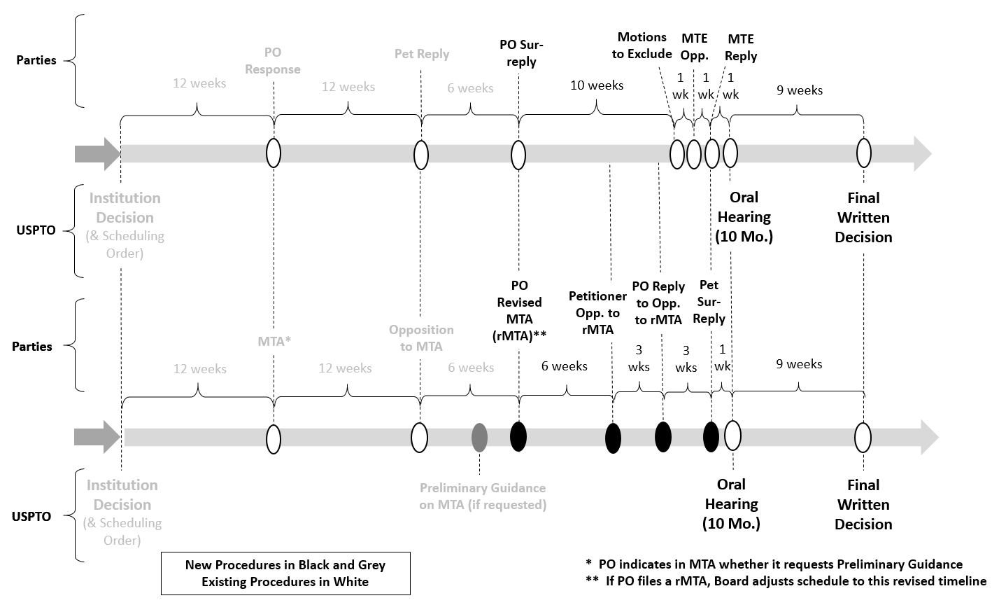 Parties
12 weeks
PO
Response
12 weeks
Pet Reply
6 weeks
PO Sur-
reply
10 weeks
Motions
to Exclude
1
wk
MTE
Opp.
1
wk
MTE
Reply
1
wk
9 weeks
USPTO
Institution
Decision
(& Scheduling
Order)
Oral
Hearing
(10 Mo.)
Final
Written
Decision
Parties
12 weeks
MTA*
12 weeks
Opposition
to MTA
6 weeks
PO
Revised
MTA
(rMTA)**
6 weeks
Petitioner
Opp. to
rMTA
3
wks
PO Reply
to Opp.
to rMTA
3
wks
Pet
Sur-
Reply
1
wk
9 weeks
USPTO
Institution
Decision
(& Scheduling
Order)
Preliminary Guidance
on MTA (if requested)
Oral
Hearing
(10 Mo.)
Final
Written
Decision
New Procedures in Black and Grey
Existing Procedures in White
* PO indicates in MTA whether it requests Preliminary Guidance
** If PO files a rMTA, Board adjusts schedule to this revised timeline